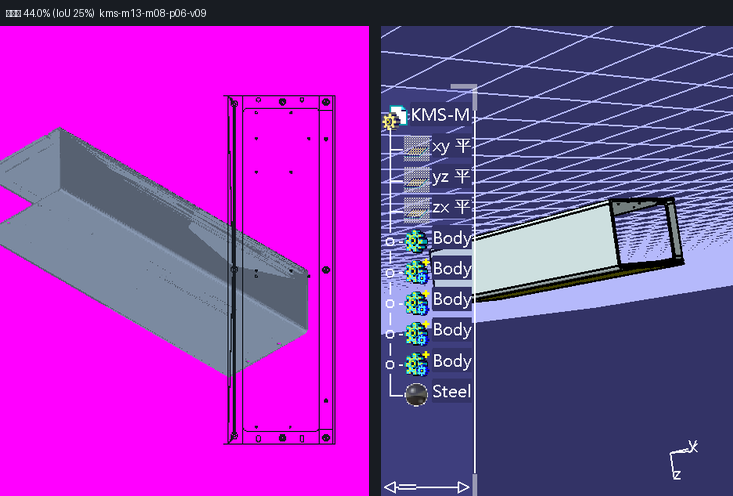 44.0% (IoU 25%) kms-m13-m08-p06-v09
KMS-M
xy 平
yz 平
zx 平
Body
Body
Body
Body
Body
Steel
X
Z